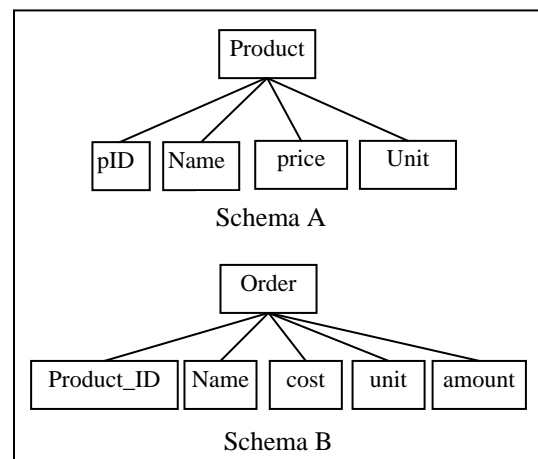 Product
pID Name price Unit
Schema A
Order
Product_ID Name cost unit amount
Schema B